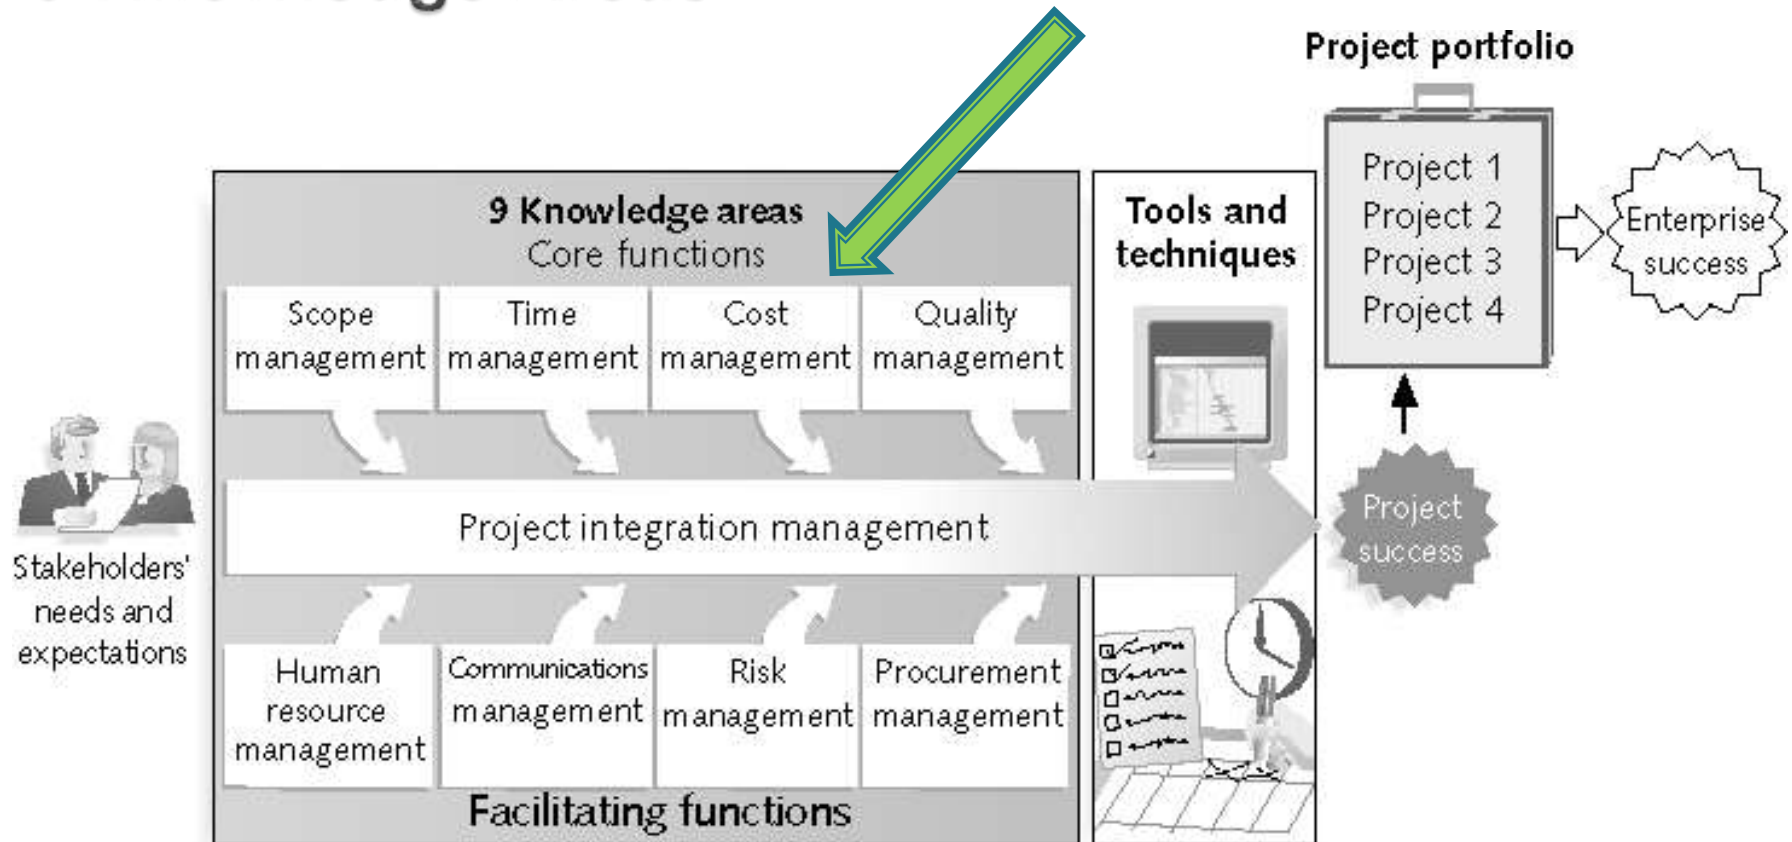 Project portfolio
Project 1
Project 2
Project 3
Project 4
Enterprise
success
9 Knowledge areas
Core functions
Tools and
techniques
Scope
management
Time
management
Cost
management
Quality
management
Project integration management
Project
success
Stakeholders'
needs and
expectations
Human
resource
management
Communications
management
Risk
management
Procurement
management
Facilitating functions